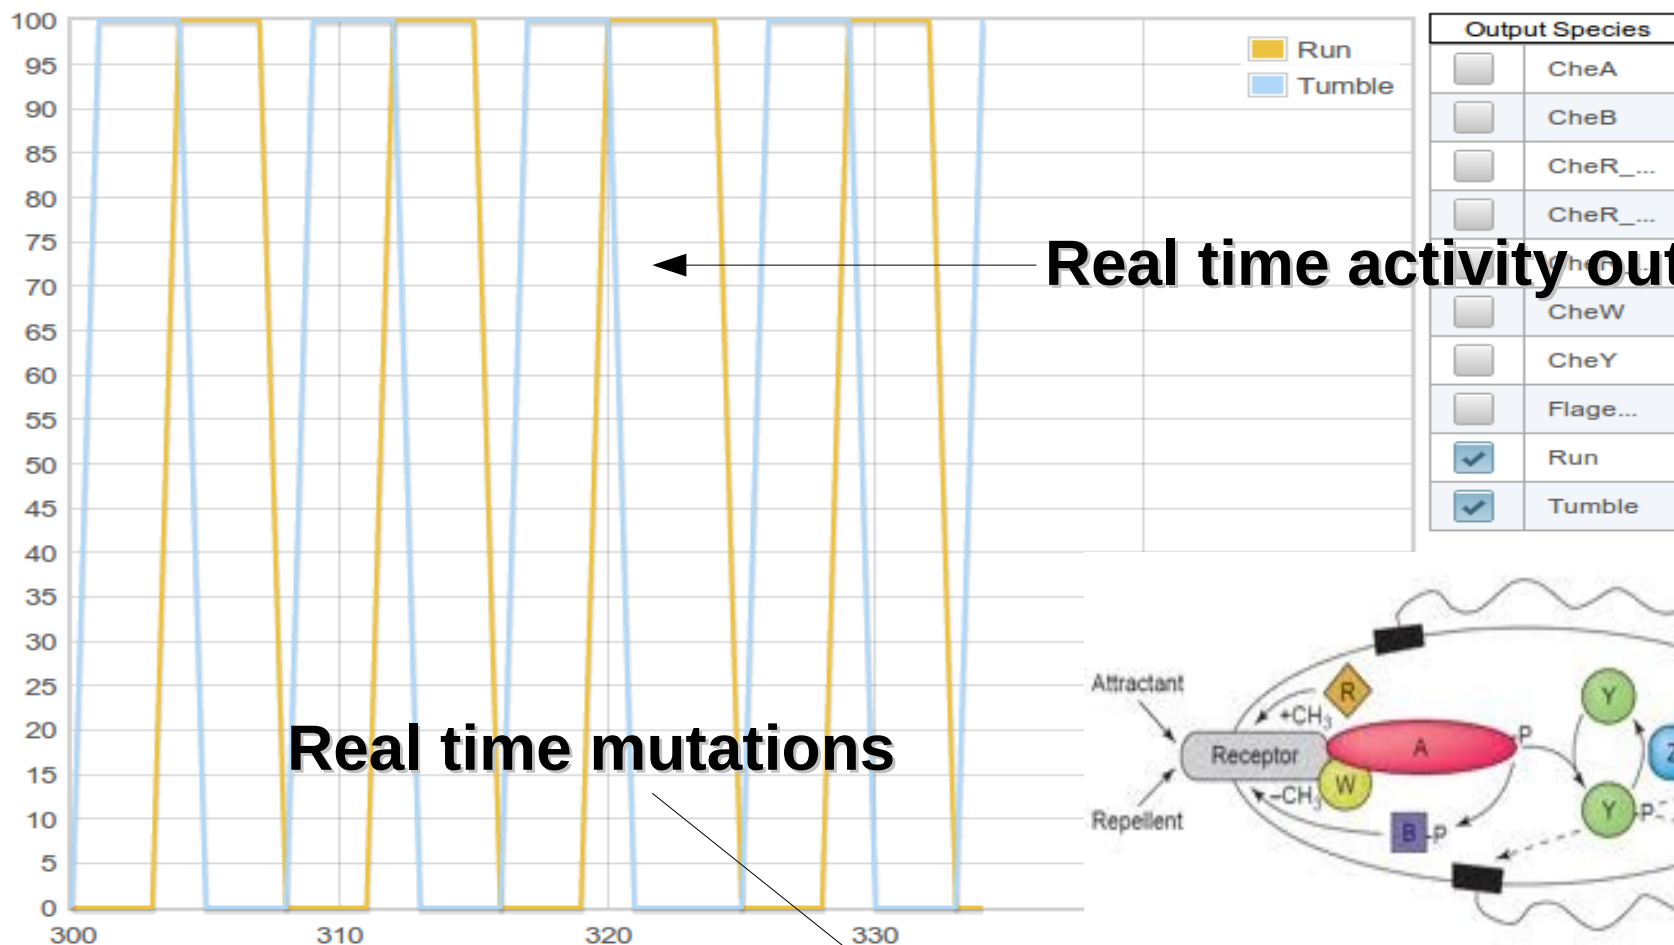 100
95
90
85
80
75
70
65
60
55
50
45
40
35
30
25
20
15
10
5
0
300
310
320
330
Run
Tumble
Real time activity out
Real time mutations
Output Species
CheA
CheB
CheR_...
CheR_...
CheW
CheY
Flage...
Run
Tumble
Attractant
Repellent
Receptor
+CH3
-CH3
R
A
W
B
-P
P
Y
Y
-P
Z